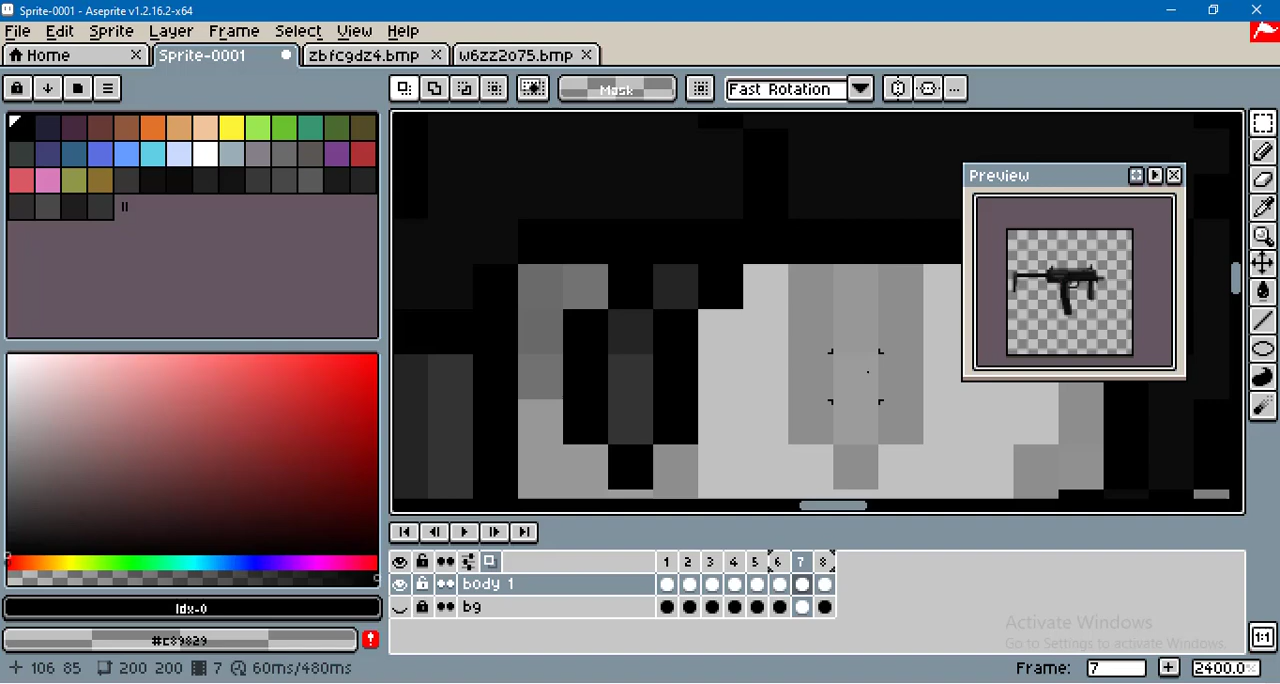 Sprite-0001 - Aseprite v1.2.16.2-x64
File Edit Sprite Layer Frame Select View Help
Home Sprite-0001 zbfcgdz4.bmp w6zz2o75.bmp
Mask Fast Rotation ...
Preview
1 2 3 4 5 6 7 8
body 1
bg
Idx-0
#c89829
Activate Windows
Go to Settings to activate Windows.
106 85 200 200 7 60ms/480ms Frame: 7 2400.0%
1:1